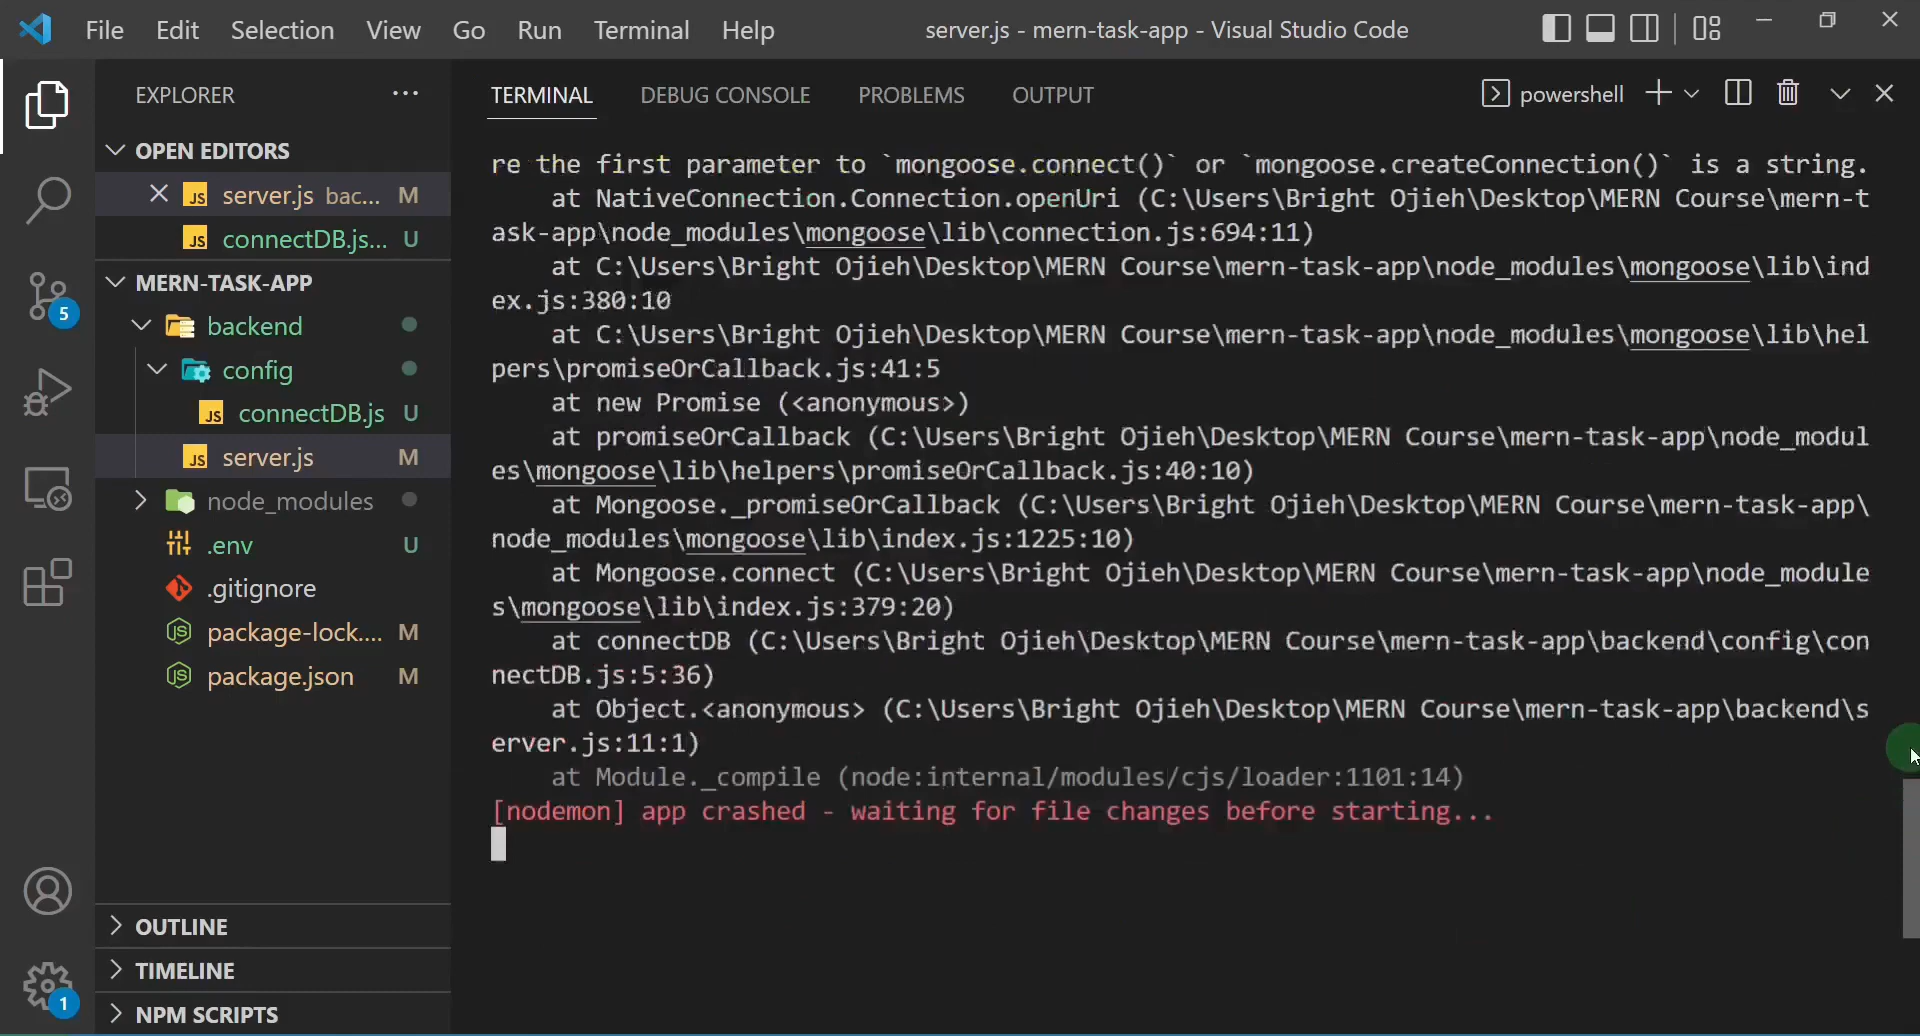 File Edit Selection View Go Run Terminal Help server.js - mern-task-app - Visual Studio Code
EXPLORER ...
OPEN EDITORS
JS server.js bac... M
JS connectDB.js... U
MERN-TASK-APP
backend
config
JS connectDB.js U
JS server.js M
node_modules
.env U
.gitignore
JS package-lock.... M
JS package.json M
OUTLINE
TIMELINE
NPM SCRIPTS
5
1
TERMINAL DEBUG CONSOLE PROBLEMS OUTPUT powershell
re the first parameter to `mongoose.connect()` or `mongoose.createConnection()` is a string.
at NativeConnection.Connection.openUri (C:\Users\Bright Ojieh\Desktop\MERN Course\mern-t
ask-app\node_modules\mongoose\lib\connection.js:694:11)
at C:\Users\Bright Ojieh\Desktop\MERN Course\mern-task-app\node_modules\mongoose\lib\ind
ex.js:380:10
at C:\Users\Bright Ojieh\Desktop\MERN Course\mern-task-app\node_modules\mongoose\lib\hel
pers\promiseOrCallback.js:41:5
at new Promise (<anonymous>)
at promiseOrCallback (C:\Users\Bright Ojieh\Desktop\MERN Course\mern-task-app\node_modul
es\mongoose\lib\helpers\promiseOrCallback.js:40:10)
at Mongoose._promiseOrCallback (C:\Users\Bright Ojieh\Desktop\MERN Course\mern-task-app\
node_modules\mongoose\lib\index.js:1225:10)
at Mongoose.connect (C:\Users\Bright Ojieh\Desktop\MERN Course\mern-task-app\node_module
s\mongoose\lib\index.js:379:20)
at connectDB (C:\Users\Bright Ojieh\Desktop\MERN Course\mern-task-app\backend\config\con
nectDB.js:5:36)
at Object.<anonymous> (C:\Users\Bright Ojieh\Desktop\MERN Course\mern-task-app\backend\s
erver.js:11:1)
at Module._compile (node:internal/modules/cjs/loader:1101:14)
[nodemon] app crashed - waiting for file changes before starting...